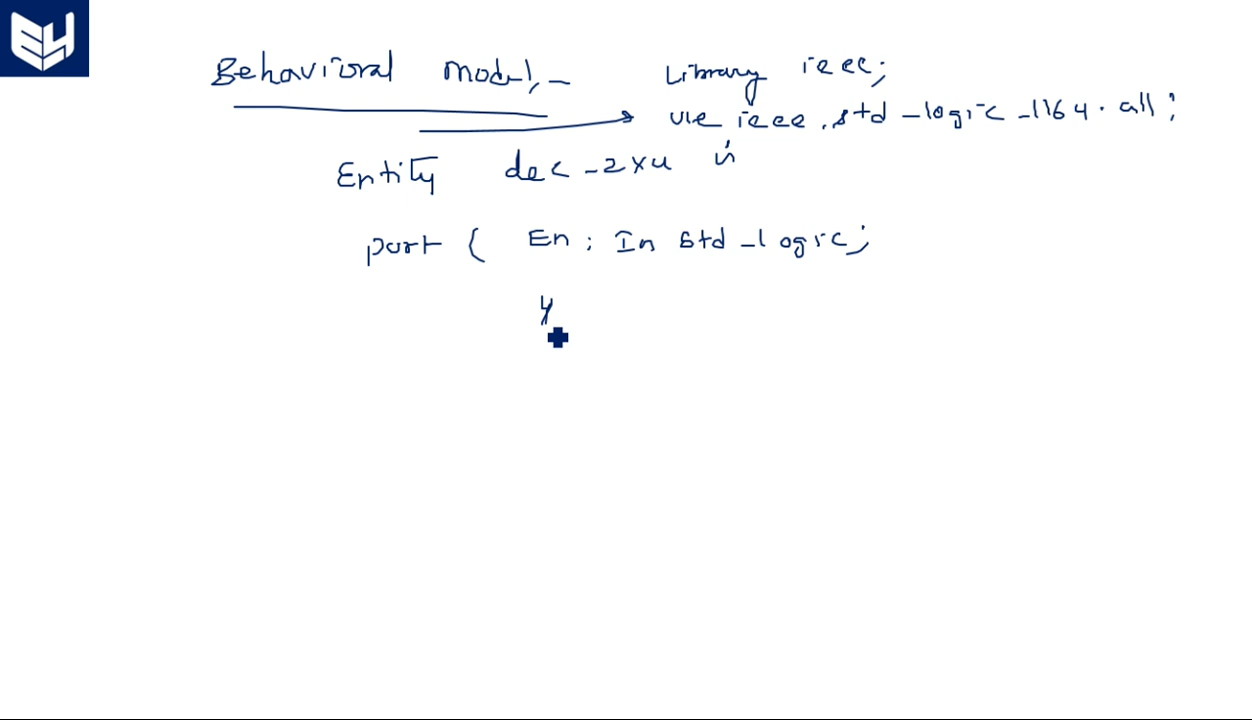 Behavioral model, -
Library ieee;
use ieee.std_logic_1164.all;
Entity dec_2x4 is
port ( En : In std_logic;
y